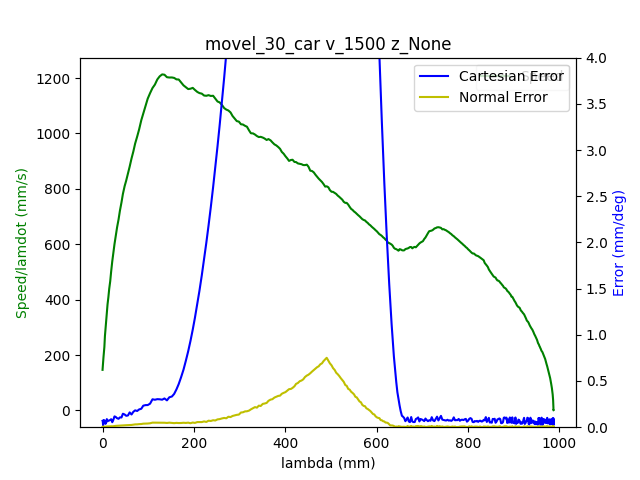 movel_30_car v_1500 z_None
Cartesian Error
Normal Error
Speed/lamdot (mm/s)
1200
1000
800
600
400
200
0
4.0
3.5
3.0
2.5
2.0
1.5
1.0
0.5
0.0
Error (mm/deg)
0 200 400 600 800 1000
lambda (mm)